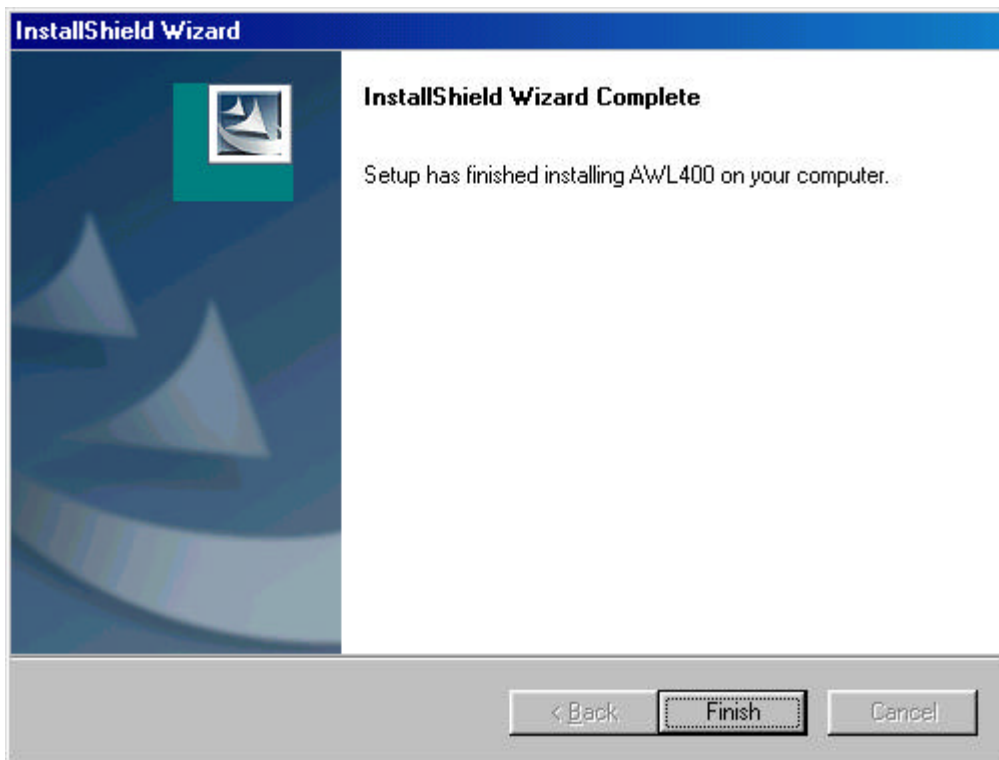 InstallShield Wizard
InstallShield Wizard Complete
Setup has finished installing AWL400 on your computer.
< Back
Finish
Cancel